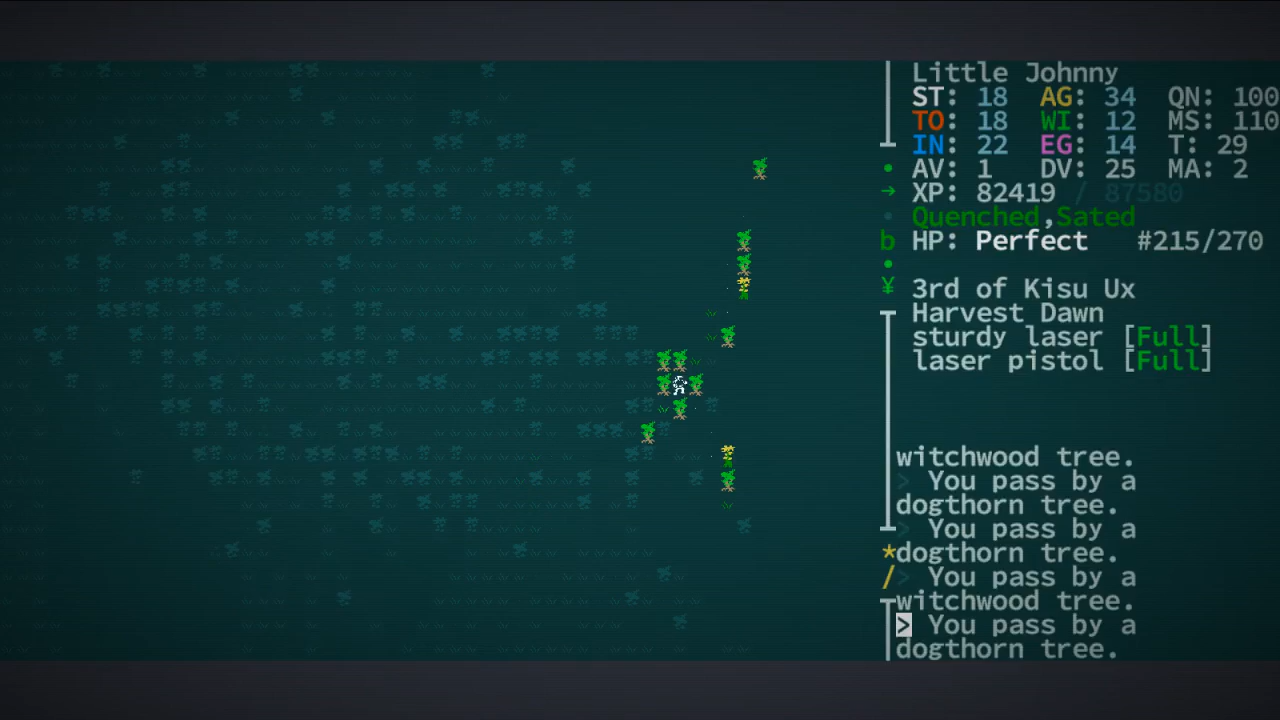 Little Johnny
ST: 18 AG: 34 QN: 100
TO: 18 WI: 12 MS: 110
IN: 22 EG: 14 T: 29
AV: 1 DV: 25 MA: 2
XP: 82419 / 87580
Quenched,Sated
b HP: Perfect #215/270
¥ 3rd of Kisu Ux
Harvest Dawn
sturdy laser [Full]
laser pistol [Full]
witchwood tree.
> You pass by a
dogthorn tree.
> You pass by a
*dogthorn tree.
/> You pass by a
witchwood tree.
> You pass by a
dogthorn tree.